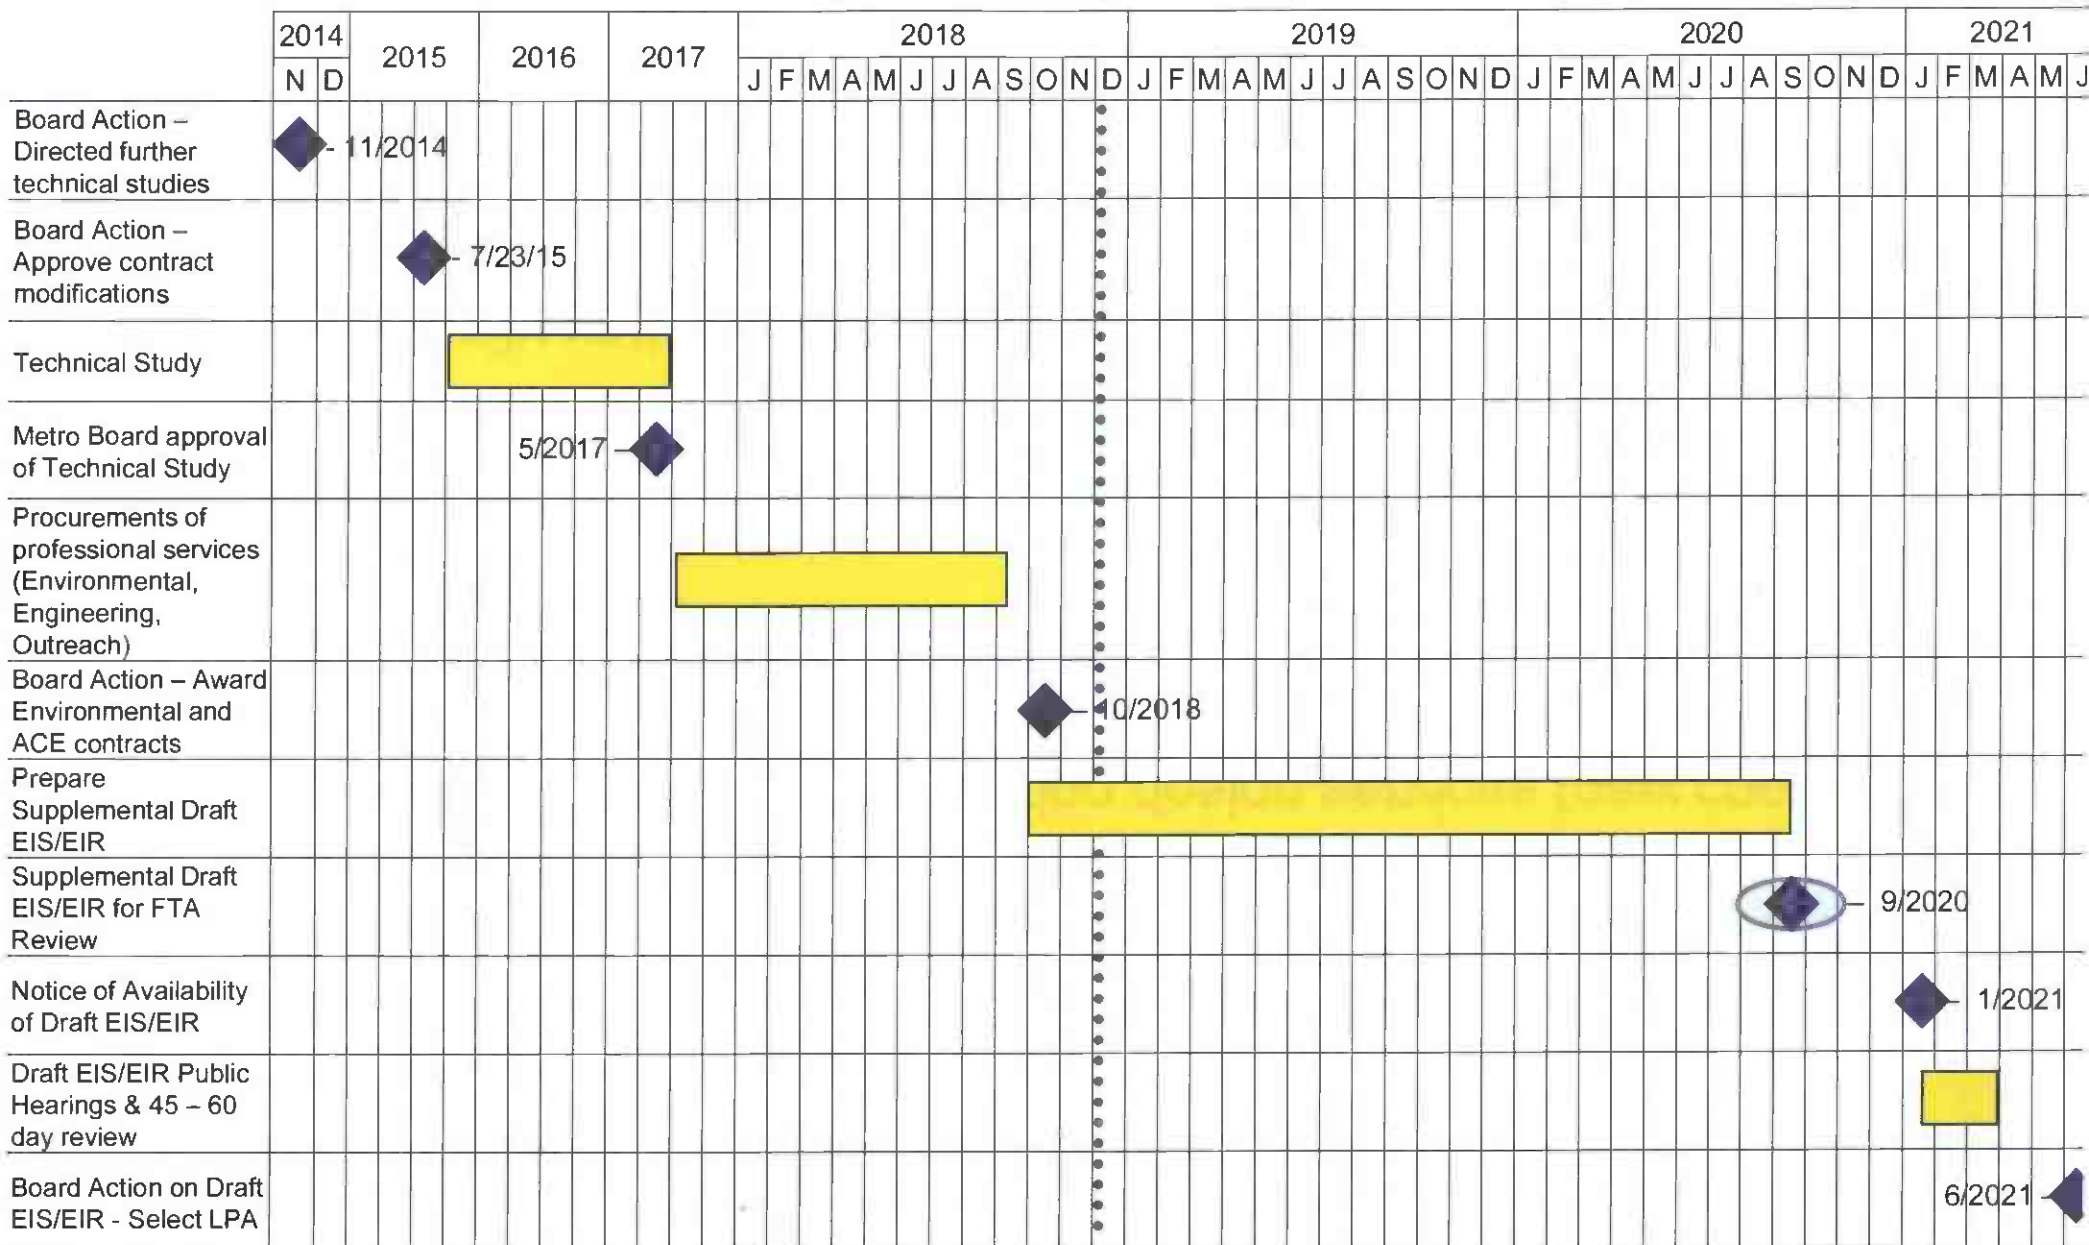 2014 2015 2016 2017 2018 2019 2020 2021
N D J F M A M J J A S O N D J F M A M J J A S O N D J F M A M J J A S O N D J F M A M J
Board Action –
Directed further
technical studies
- 11/2014
Board Action –
Approve contract
modifications
- 7/23/15
Technical Study
Metro Board approval
of Technical Study
5/2017
Procurements of
professional services
(Environmental,
Engineering,
Outreach)
Board Action – Award
Environmental and
ACE contracts
10/2018
Prepare
Supplemental Draft
EIS/EIR
Supplemental Draft
EIS/EIR for FTA
Review
9/2020
Notice of Availability
of Draft EIS/EIR
1/2021
Draft EIS/EIR Public
Hearings & 45 – 60
day review
Board Action on Draft
EIS/EIR - Select LPA
6/2021